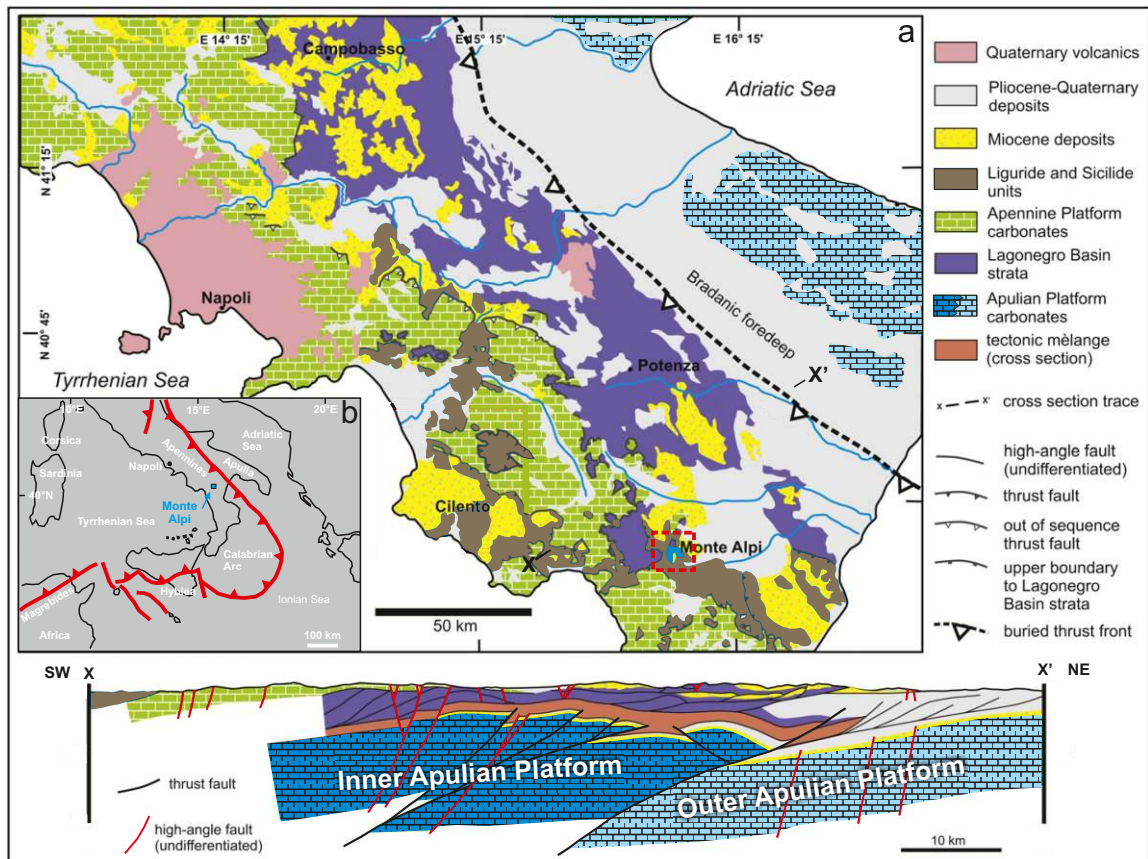 a
E 14° 15'
E 15° 15'
E 16° 15'
Campobasso
Adriatic Sea
N 41° 15'
Napoli
N 40° 45'
Bradanic foredeep
Potenza
X'
Tyrrhenian Sea
Cilento
X
Monte Alpi
50 km
Quaternary volcanics
Pliocene-Quaternary
deposits
Miocene deposits
Liguride and Sicilide
units
Apennine Platform
carbonates
Lagonegro Basin
strata
Apulian Platform
carbonates
tectonic mèlange
(cross section)
x x'
cross section trace
high-angle fault
(undifferentiated)
thrust fault
out of sequence
thrust fault
upper boundary
to Lagonegro
Basin strata
buried thrust front
b
10°E
15°E
20°E
Corsica
Adriatic
Sea
Apennines
Apulia
Napoli
Sardinia
40°N
Monte
Alpi
Tyrrhenian Sea
Calabrian
Arc
Hyblea
Ionian Sea
Magrebides
Africa
100 km
SW X
X' NE
Inner Apulian Platform
Outer Apulian Platform
thrust fault
high-angle fault
(undifferentiated)
10 km